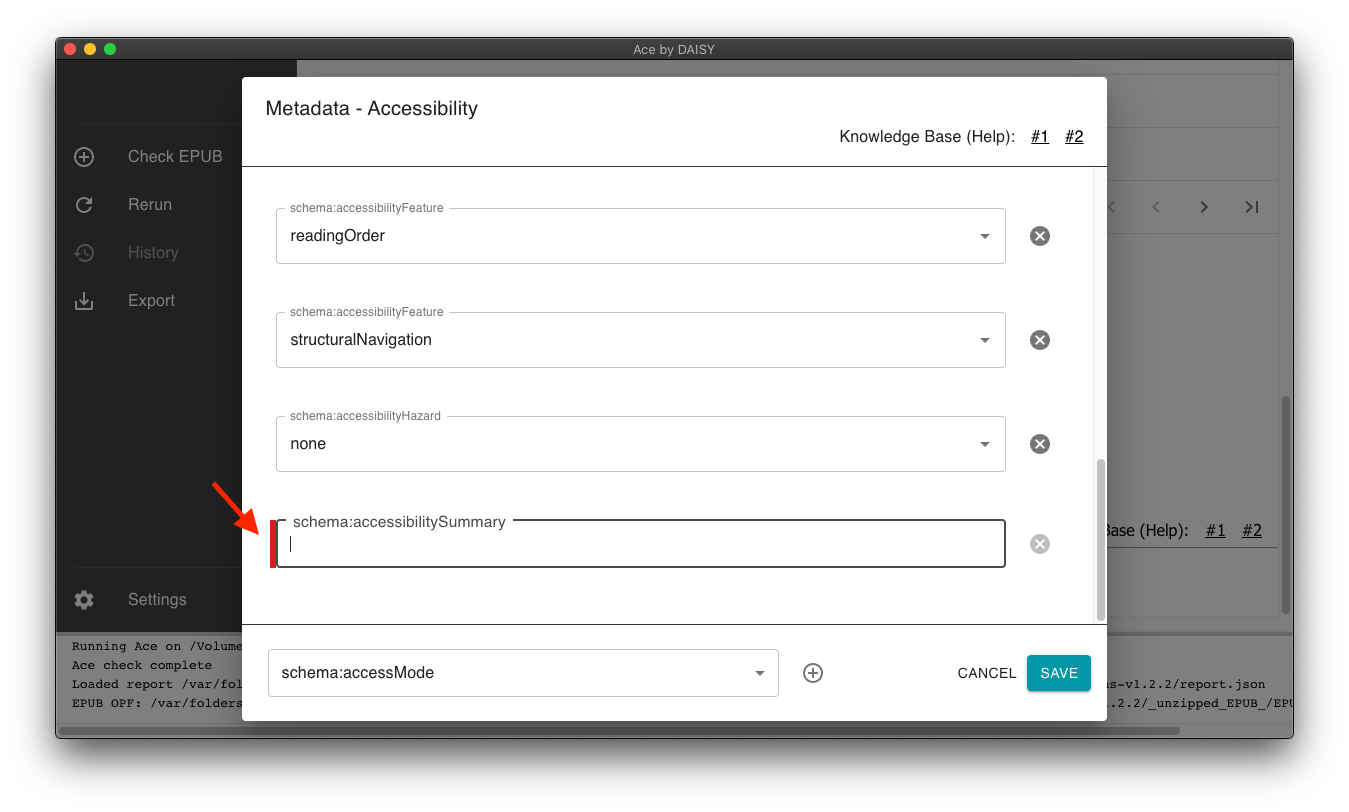 Ace by DAISY
Check EPUB
Rerun
History
Export
Settings
Metadata - Accessibility
Knowledge Base (Help): #1 #2
schema:accessibilityFeature
readingOrder
schema:accessibilityFeature
structuralNavigation
schema:accessibilityHazard
none
schema:accessibilitySummary
schema:accessMode
CANCEL SAVE
Base (Help): #1 #2
Running Ace on /Volume
Ace check complete
Loaded report /var/fol
s-v1.2.2/report.json
EPUB OPF: /var/folders
.2.2/_unzipped_EPUB_/EPU